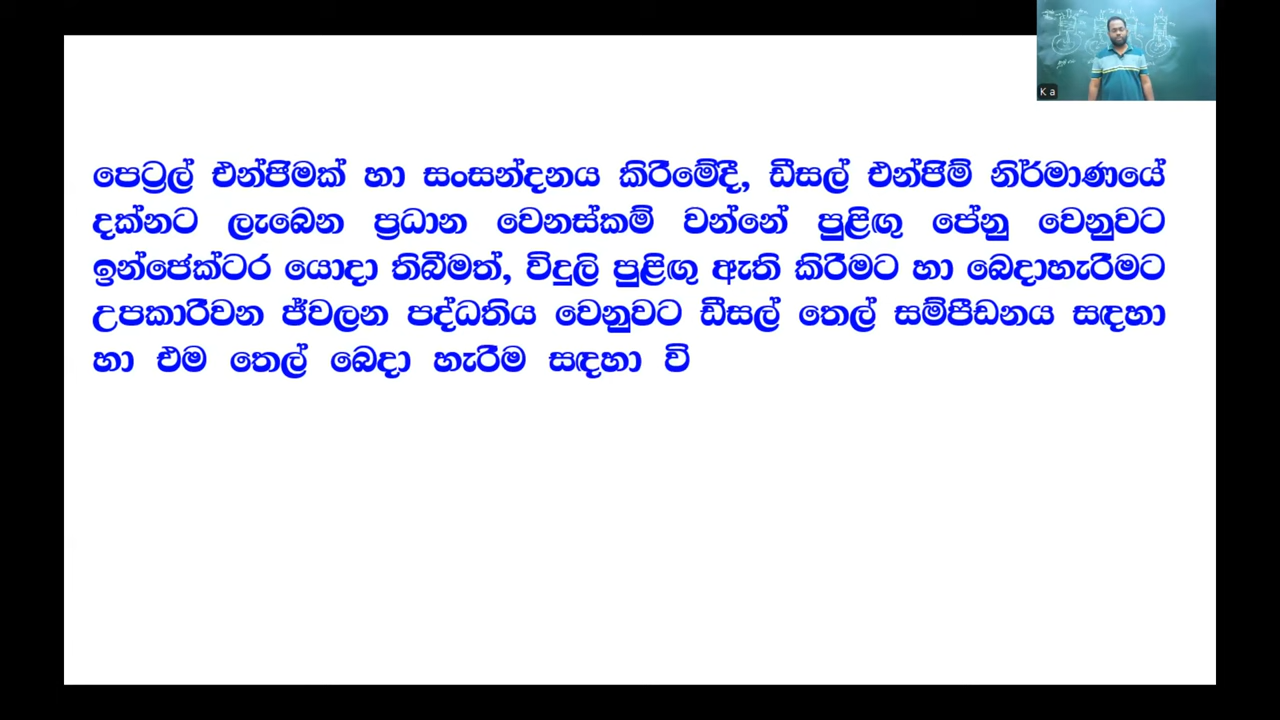 K a
පෙට්‍රල් එන්ජිමක් හා සංසන්දනය කිරීමේදී, ඩීසල් එන්ජිම් නිර්මාණයේ
දක්නට ලැබෙන ප්‍රධාන වෙනස්කම් වන්නේ පුළිඟු පේනු වෙනුවට
ඉන්ජෙක්ටර යොදා තිබීමත්, විදුලි පුළිඟු ඇති කිරීමට හා බෙදාහැරීමට
උපකාරීවන ජ්වලන පද්ධතිය වෙනුවට ඩීසල් තෙල් සම්පීඩනය සඳහා
හා එම තෙල් බෙදා හැරීම සඳහා වි